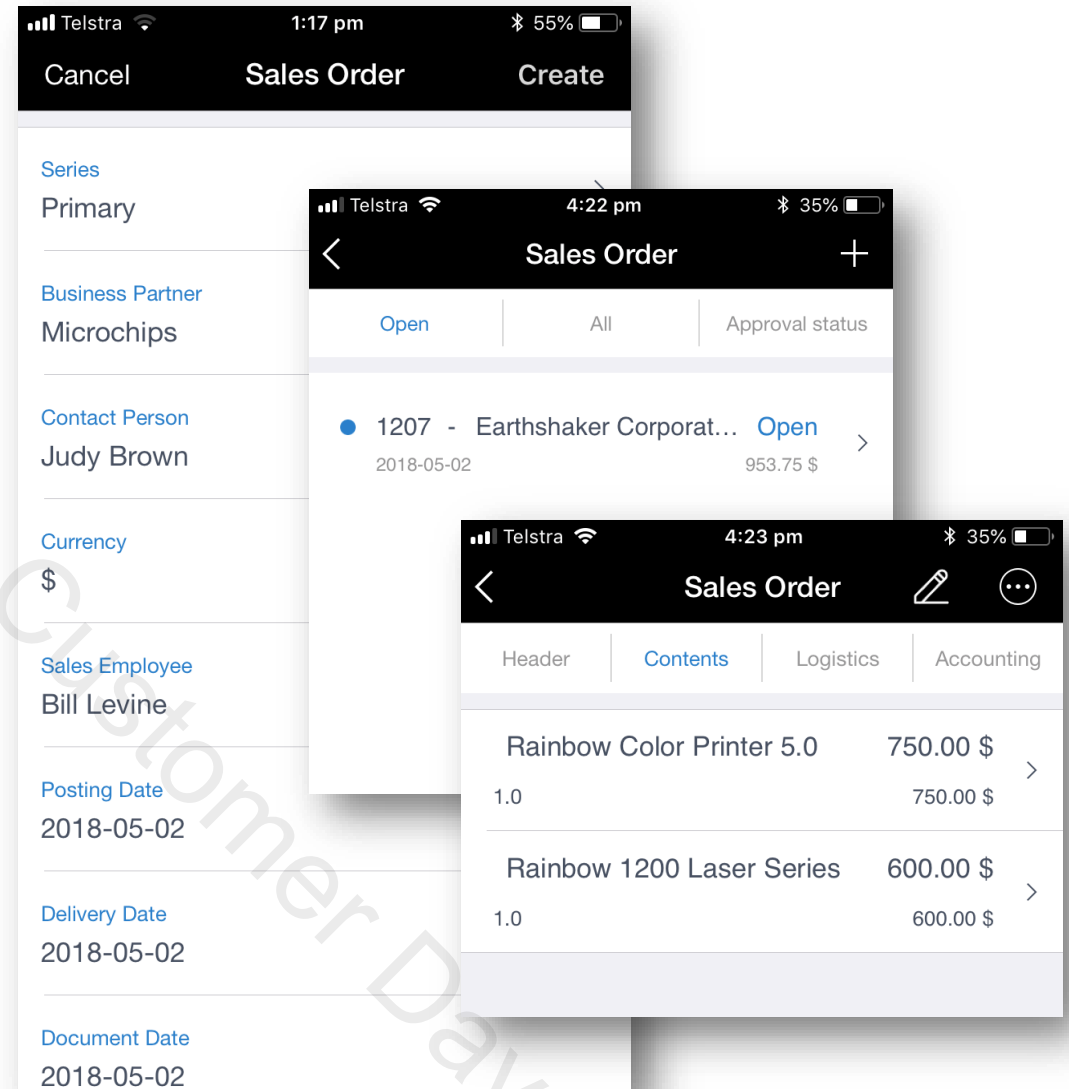 Telstra 1:17 pm 55%
Cancel Sales Order Create
Series
Primary
Business Partner
Microchips
Contact Person
Judy Brown
Currency
$
Sales Employee
Bill Levine
Posting Date
2018-05-02
Delivery Date
2018-05-02
Document Date
2018-05-02
Telstra 4:22 pm 35%
Sales Order
Open All Approval status
1207 - Earthshaker Corporat... Open
2018-05-02 953.75 $
Telstra 4:23 pm 35%
Sales Order
Header Contents Logistics Accounting
Rainbow Color Printer 5.0 750.00 $
1.0 750.00 $
Rainbow 1200 Laser Series 600.00 $
1.0 600.00 $
Customer Day